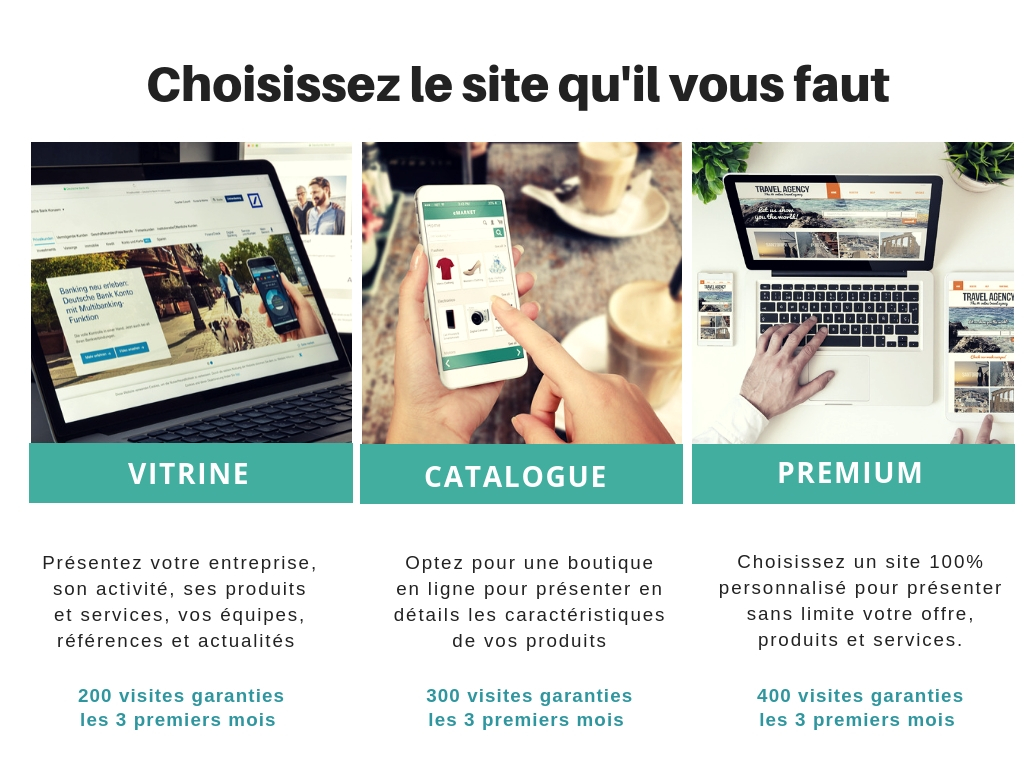 Choisissez le site qu'il vous faut
Banking neu erleben:
Deutsche Bank Konto
mit Multibanking-
Funktion
eMARKET
TRAVEL AGENCY
Let us show
you the world!
TRAVEL AGENCY
TRAVEL AGENCY
VITRINE
CATALOGUE
PREMIUM
Présentez votre entreprise,
son activité, ses produits
et services, vos équipes,
références et actualités
Optez pour une boutique
en ligne pour présenter en
détails les caractéristiques
de vos produits
Choisissez un site 100%
personnalisé pour présenter
sans limite votre offre,
produits et services.
200 visites garanties
les 3 premiers mois
300 visites garanties
les 3 premiers mois
400 visites garanties
les 3 premiers mois